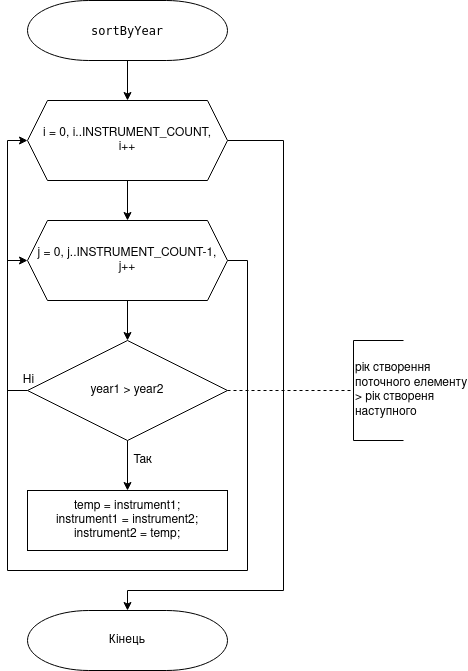 sortByYear
i = 0, i..INSTRUMENT_COUNT,
i++
j = 0, j..INSTRUMENT_COUNT-1,
j++
Ні
year1 > year2
рік створення
поточного елементу
> рік створеня
наступного
Так
temp = instrument1;
instrument1 = instrument2;
instrument2 = temp;
Кінець